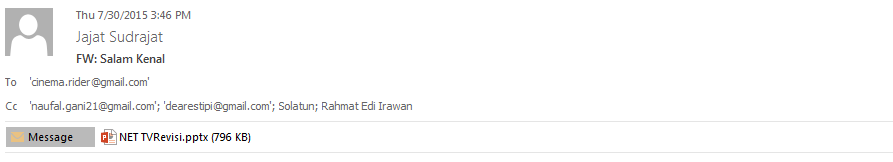 Thu 7/30/2015 3:46 PM
Jajat Sudrajat
FW: Salam Kenal
To 'cinema.rider@gmail.com'
Cc 'naufal.gani21@gmail.com'; 'dearestipi@gmail.com'; Solatun; Rahmat Edi Irawan
Message NET TVRevisi.pptx (796 KB)